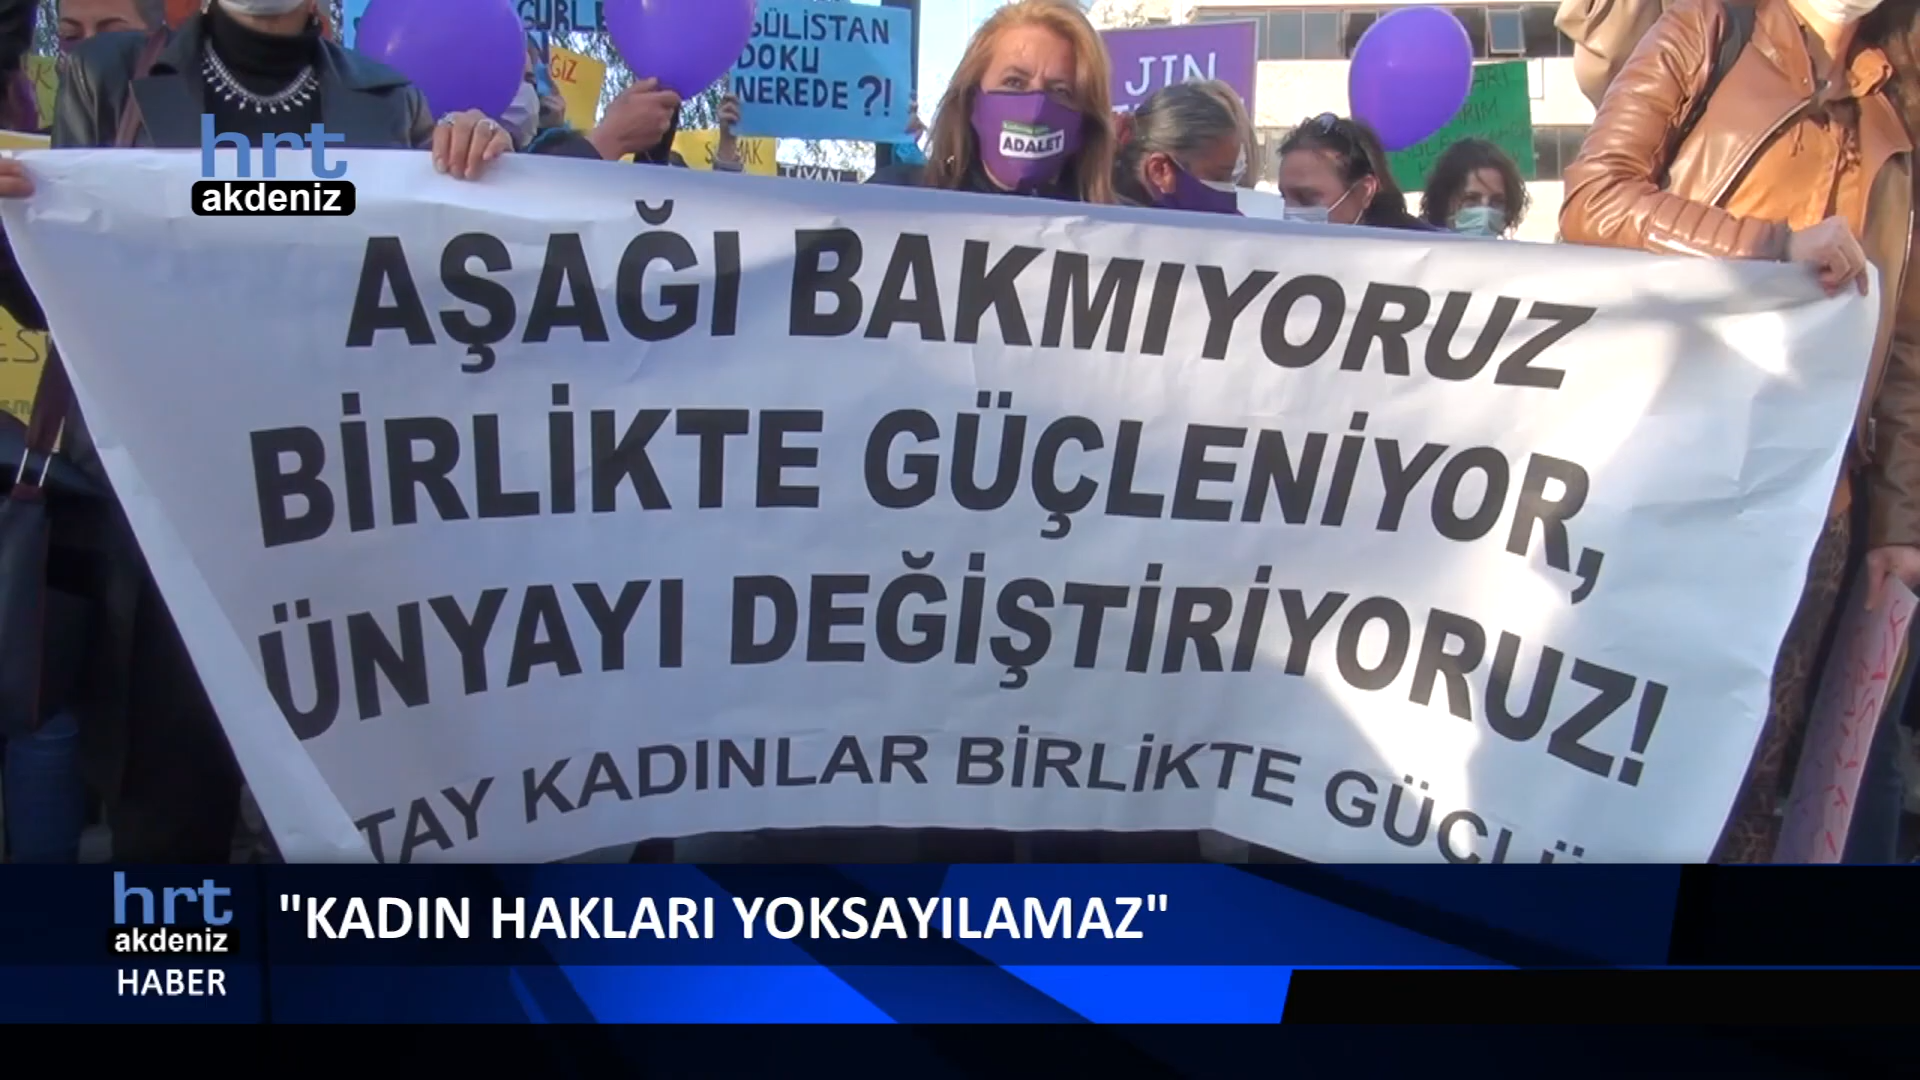 GÜLİSTAN
DOKU
NEREDE ?!
JIN
ADALET
hrt
akdeniz
AŞAĞI BAKMIYORUZ
BİRLİKTE GÜÇLENİYOR,
ÜNYAYI DEĞİŞTİRİYORUZ!
TAY KADINLAR BİRLİKTE GÜÇLÜ
hrt
akdeniz
HABER
"KADIN HAKLARI YOKSAYILAMAZ"